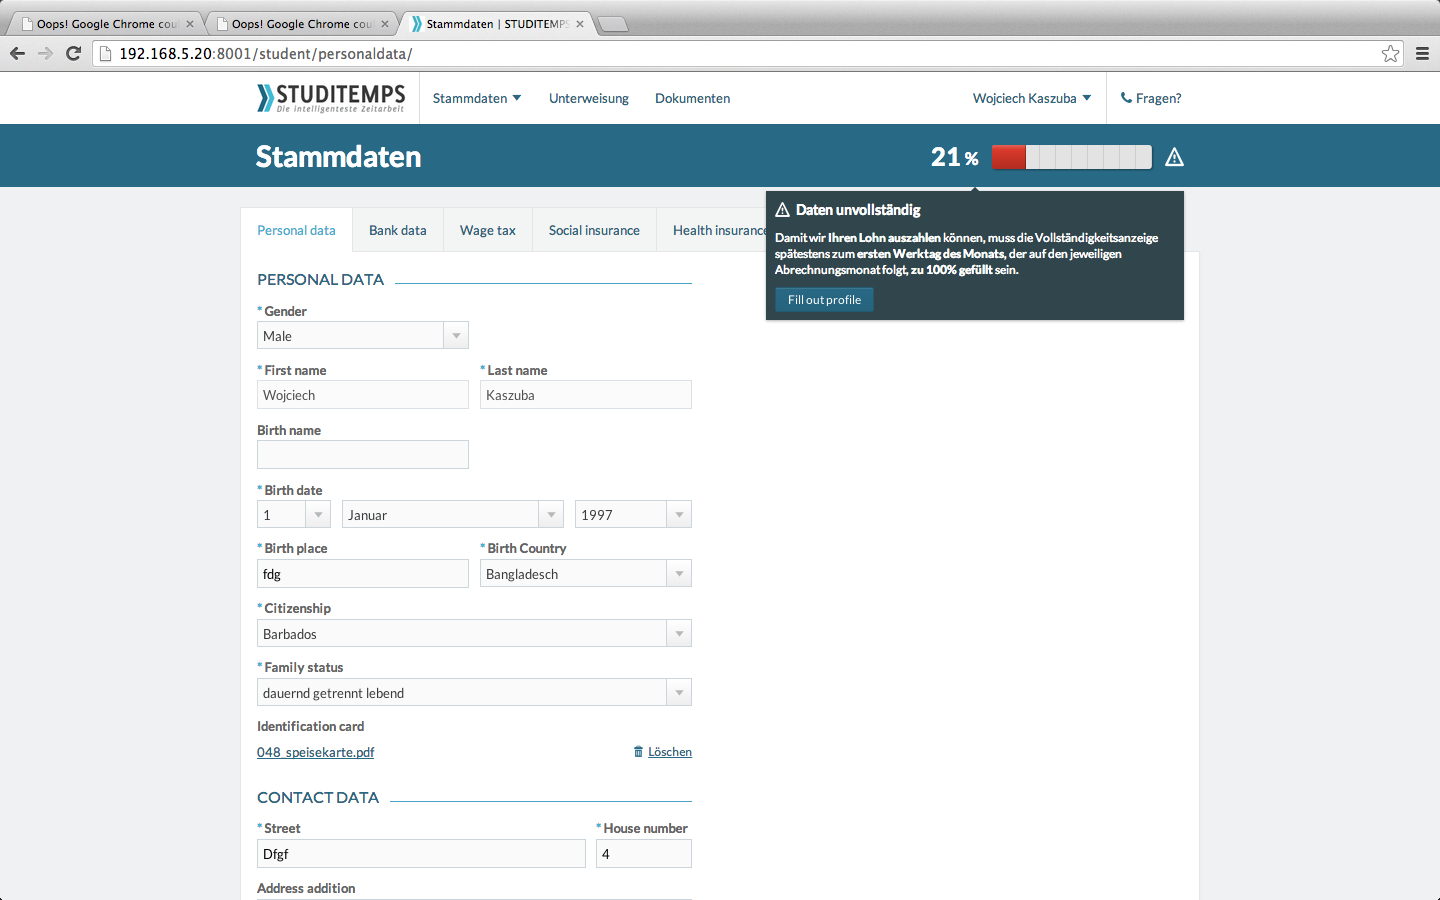 Oops! Google Chrome cou
Oops! Google Chrome cou
Stammdaten | STUDITEMPS
192.168.5.20:8001/student/personaldata/
STUDITEMPS
Die intelligenteste Zeitarbeit
Stammdaten
Unterweisung
Dokumenten
Wojciech Kaszuba
Fragen?
Stammdaten
21 %
Personal data
Bank data
Wage tax
Social insurance
Health insurance
Daten unvollständig
Damit wir Ihren Lohn auszahlen können, muss die Vollständigkeitsanzeige
spätestens zum ersten Werktag des Monats, der auf den jeweiligen
Abrechnungsmonat folgt, zu 100% gefüllt sein.
Fill out profile
PERSONAL DATA
* Gender
Male
* First name
* Last name
Wojciech
Kaszuba
Birth name
* Birth date
1
Januar
1997
* Birth place
* Birth Country
fdg
Bangladesch
* Citizenship
Barbados
* Family status
dauernd getrennt lebend
Identification card
048_speisekarte.pdf
Löschen
CONTACT DATA
* Street
* House number
Dfgf
4
Address addition